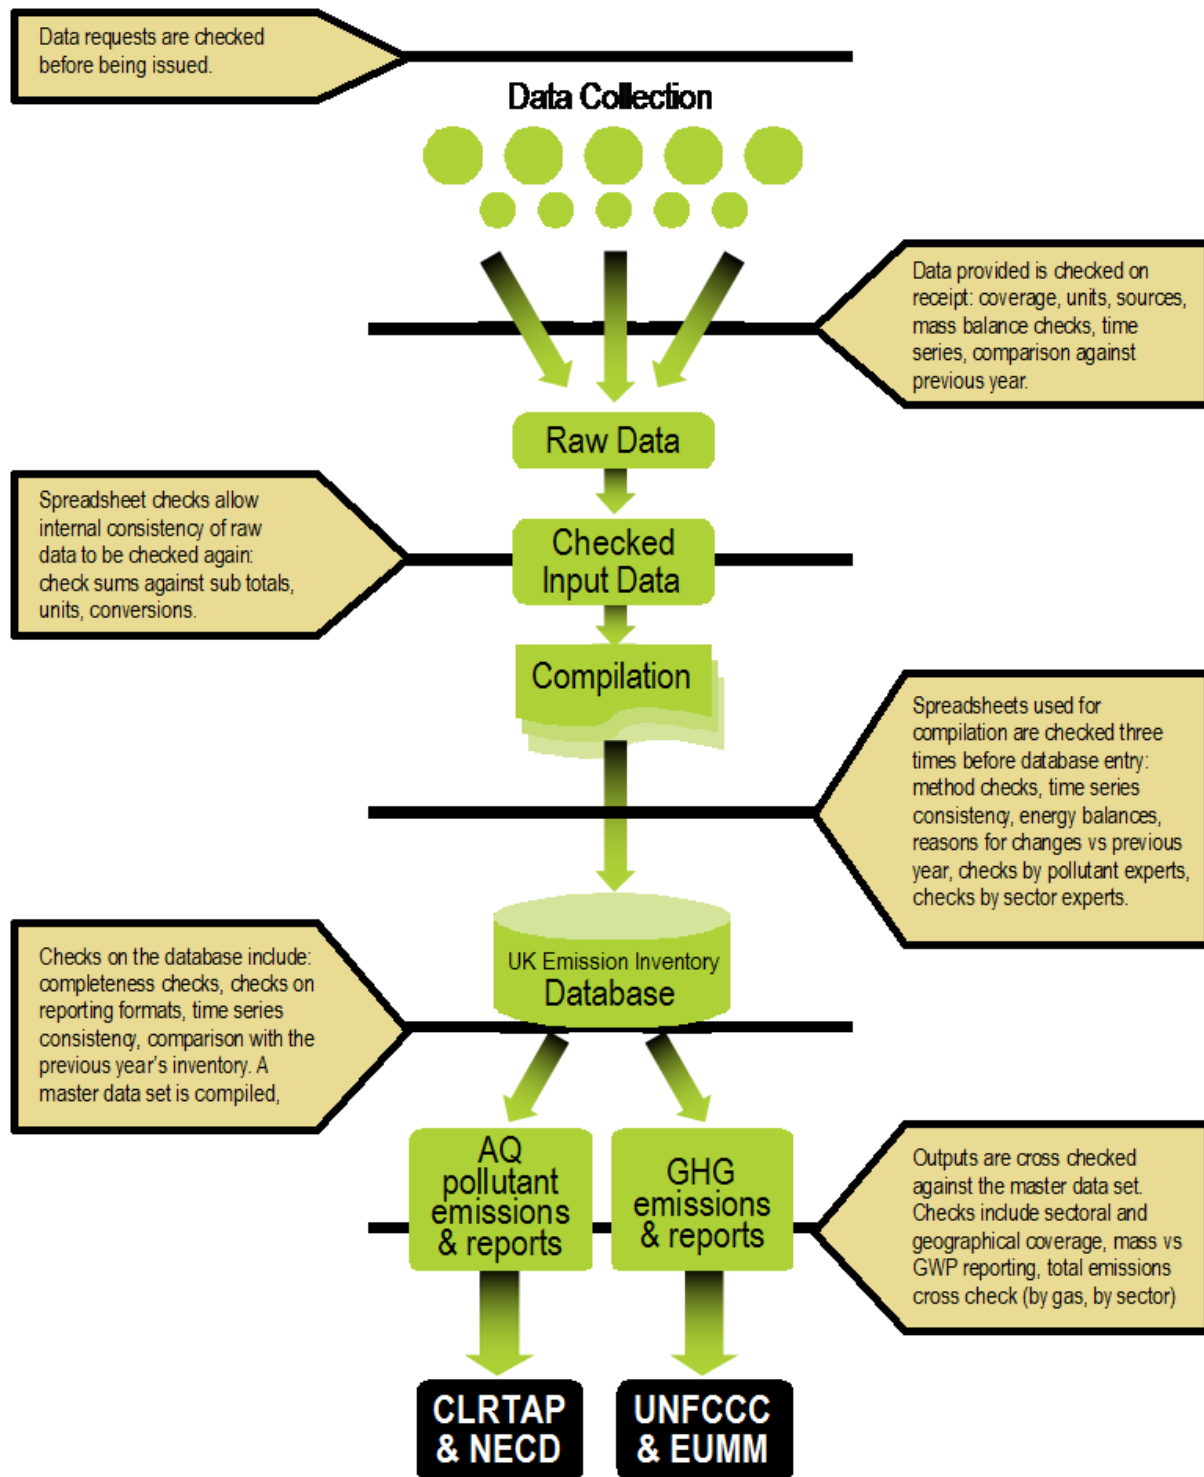 Data requests are checked
before being issued.
Data Collection
Data provided is checked on
receipt: coverage, units, sources,
mass balance checks, time
series, comparison against
previous year.
Raw Data
Spreadsheet checks allow
internal consistency of raw
data to be checked again:
check sums against sub totals,
units, conversions.
Checked
Input Data
Compilation
Spreadsheets used for
compilation are checked three
times before database entry:
method checks, time series
consistency, energy balances,
reasons for changes vs previous
year, checks by pollutant experts,
checks by sector experts.
UK Emission Inventory
Database
Checks on the database include:
completeness checks, checks on
reporting formats, time series
consistency, comparison with the
previous year's inventory. A
master data set is compiled,
AQ
pollutant
emissions
& reports
GHG
emissions
& reports
Outputs are cross checked
against the master data set.
Checks include sectoral and
geographical coverage, mass vs
GWP reporting, total emissions
cross check (by gas, by sector)
CLRTAP
& NECD
UNFCCC
& EUMM